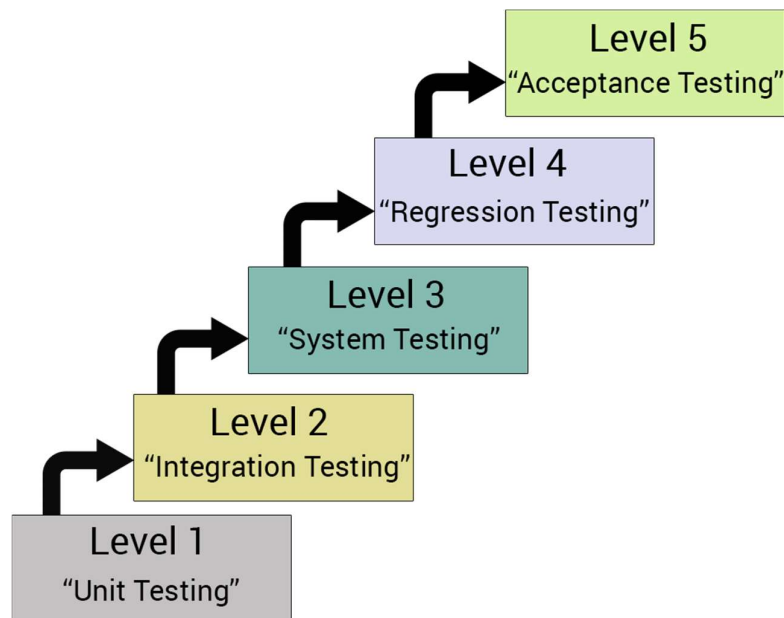 Level 5
“Acceptance Testing”
Level 4
“Regression Testing”
Level 3
“System Testing”
Level 2
“Integration Testing”
Level 1
“Unit Testing”